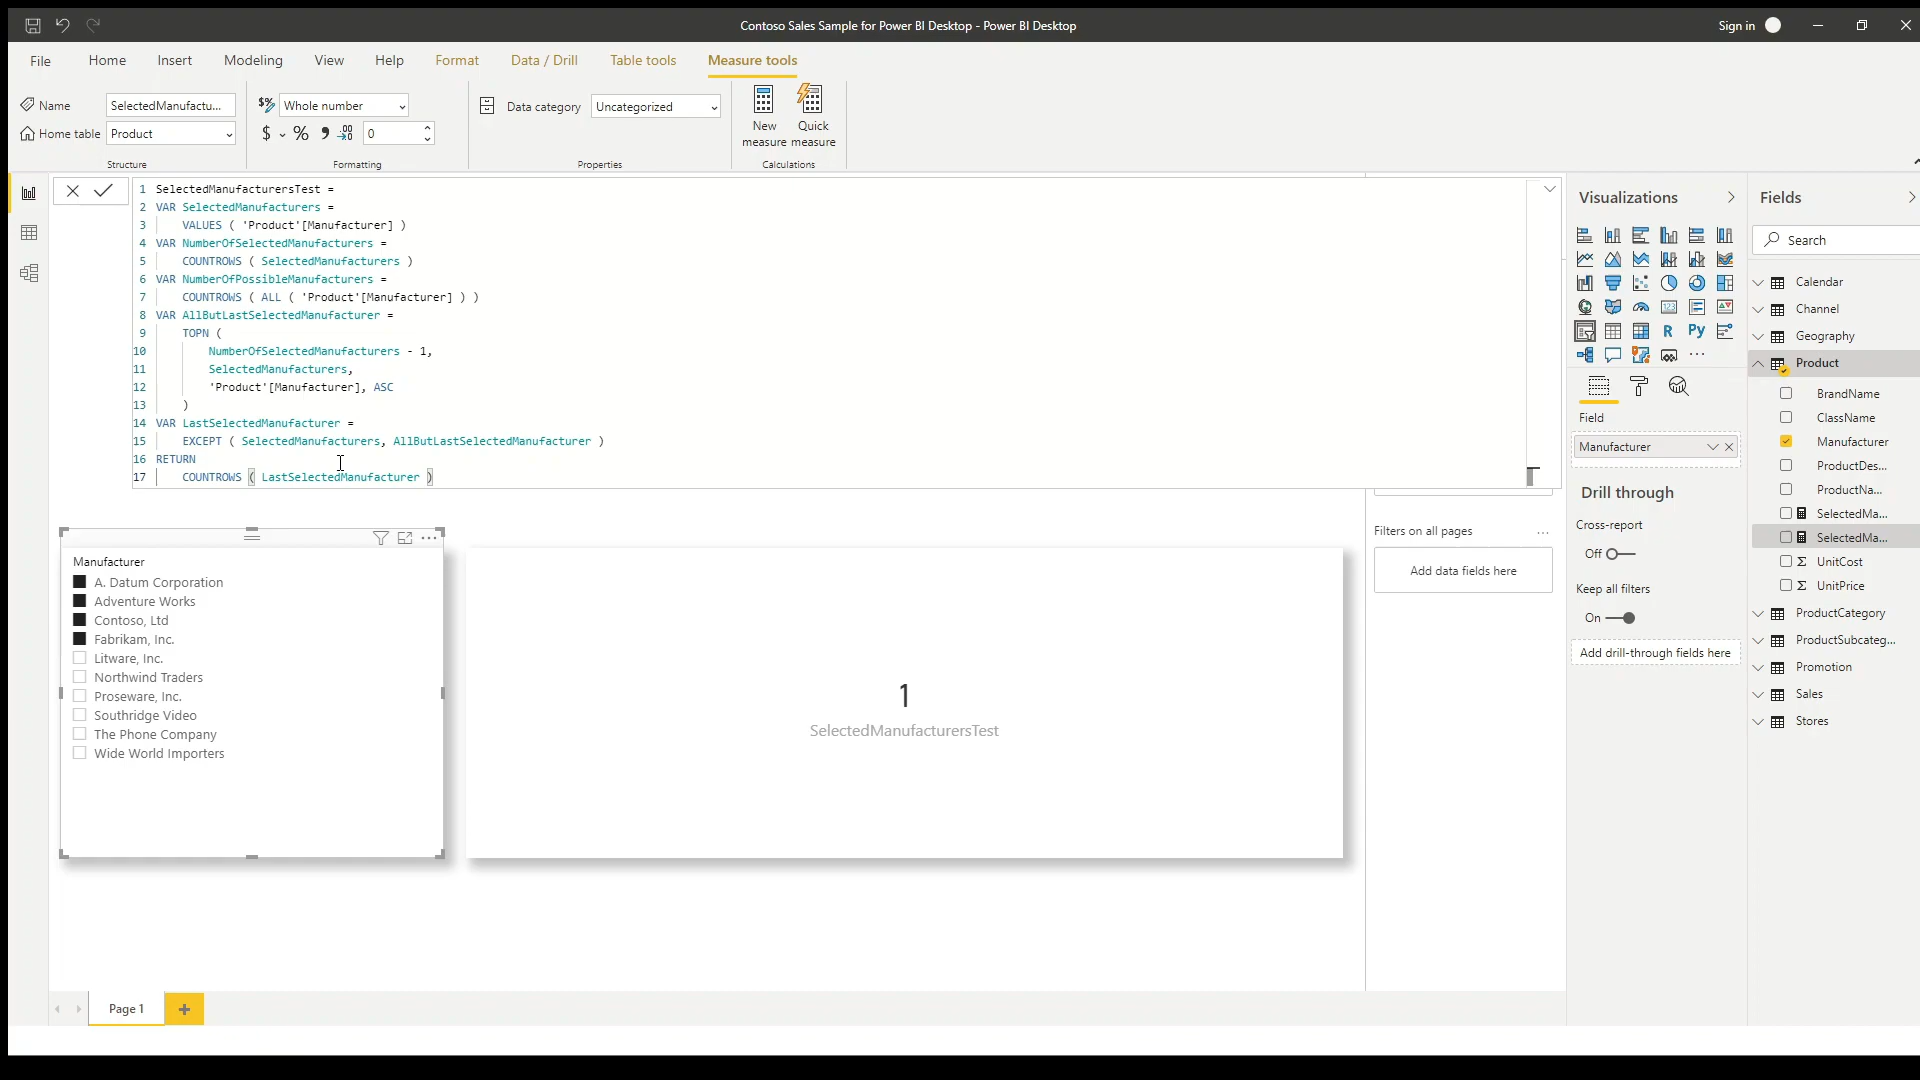 Contoso Sales Sample for Power BI Desktop - Power BI Desktop
Sign in
File Home Insert Modeling View Help Format Data / Drill Table tools Measure tools
Name SelectedManufactu...
Home table Product
Structure
$% Whole number
$ % 0
Formatting
Data category Uncategorized
Properties
New measure
Quick measure
Calculations
1 SelectedManufacturersTest =
2 VAR SelectedManufacturers =
3 VALUES ( 'Product'[Manufacturer] )
4 VAR NumberOfSelectedManufacturers =
5 COUNTROWS ( SelectedManufacturers )
6 VAR NumberOfPossibleManufacturers =
7 COUNTROWS ( ALL ( 'Product'[Manufacturer] ) )
8 VAR AllButLastSelectedManufacturer =
9 TOPN (
10 NumberOfSelectedManufacturers - 1,
11 SelectedManufacturers,
12 'Product'[Manufacturer], ASC
13 )
14 VAR LastSelectedManufacturer =
15 EXCEPT ( SelectedManufacturers, AllButLastSelectedManufacturer )
16 RETURN
17 COUNTROWS ( LastSelectedManufacturer )
Manufacturer
A. Datum Corporation
Adventure Works
Contoso, Ltd
Fabrikam, Inc.
Litware, Inc.
Northwind Traders
Proseware, Inc.
Southridge Video
The Phone Company
Wide World Importers
1
SelectedManufacturersTest
Filters on all pages ...
Add data fields here
Visualizations
123
R Py
...
Field
Manufacturer
Drill through
Cross-report
Off
Keep all filters
On
Add drill-through fields here
Fields
Search
Calendar
Channel
Geography
Product
BrandName
ClassName
Manufacturer
ProductDes...
ProductNa...
SelectedMa...
SelectedMa...
Σ UnitCost
Σ UnitPrice
ProductCategory
ProductSubcateg...
Promotion
Sales
Stores
Page 1 +